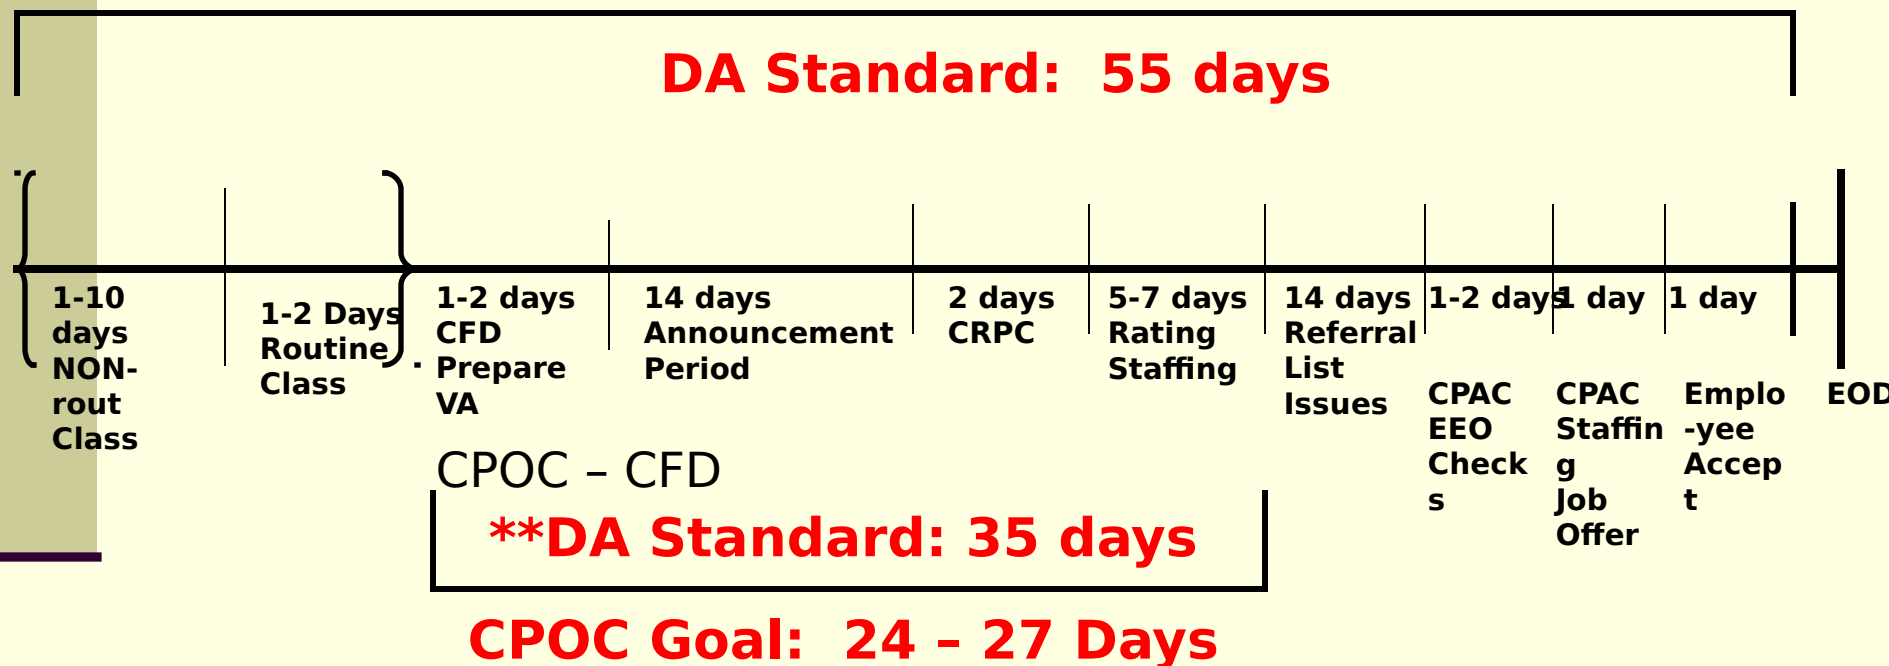 DA Standard:  55 days
1-10
days
NON-
rout
Class
1-2 Days
Routine
Class
1-2 days
CFD
Prepare
VA
14 days
Announcement
Period
2 days
CRPC
5-7 days
Rating
Staffing
14 days
Referral
List
Issues
1-2 days
CPAC
EEO
Check
s
1 day
CPAC
Staffin
g
Job
Offer
1 day
Emplo
-yee
Accep
t
EOD
CPOC – CFD
**DA Standard: 35 days
CPOC Goal:  24 – 27 Days